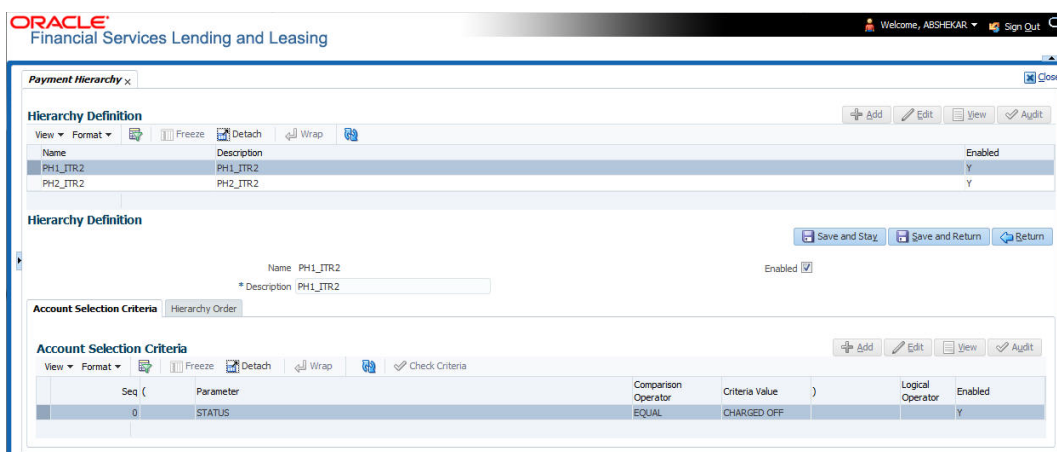 ORACLE
Financial Services Lending and Leasing
Welcome, ABSHEKAR Sign Out
Payment Hierarchy x
Close
Hierarchy Definition
Add Edit View Audit
View Format Freeze Detach Wrap
Name Description Enabled
PH1_ITR2 PH1_ITR2 Y
PH2_ITR2 PH2_ITR2 Y
Hierarchy Definition
Save and Stay Save and Return Return
Name PH1_ITR2 Enabled
* Description PH1_ITR2
Account Selection Criteria Hierarchy Order
Account Selection Criteria
Add Edit View Audit
View Format Freeze Detach Wrap Check Criteria
Seq ( Parameter Comparison Operator Criteria Value ) Logical Operator Enabled
0 STATUS EQUAL CHARGED OFF Y